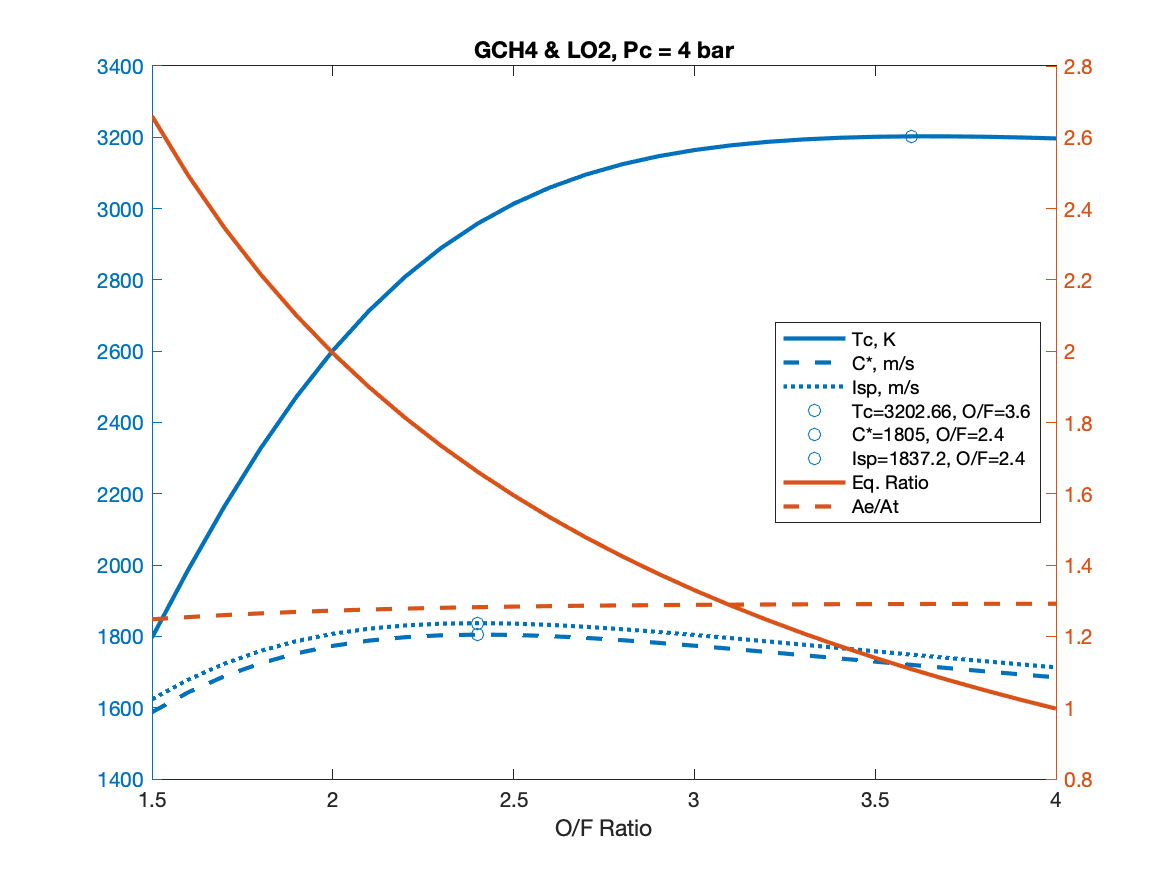 GCH4 & LO2, Pc = 4 bar
3400
3200
3000
2800
2600
2400
2200
2000
1800
1600
1400
2.8
2.6
2.4
2.2
2
1.8
1.6
1.4
1.2
1
0.8
Tc, K
C*, m/s
Isp, m/s
Tc=3202.66, O/F=3.6
C*=1805, O/F=2.4
Isp=1837.2, O/F=2.4
Eq. Ratio
Ae/At
1.5 2 2.5 3 3.5 4
O/F Ratio